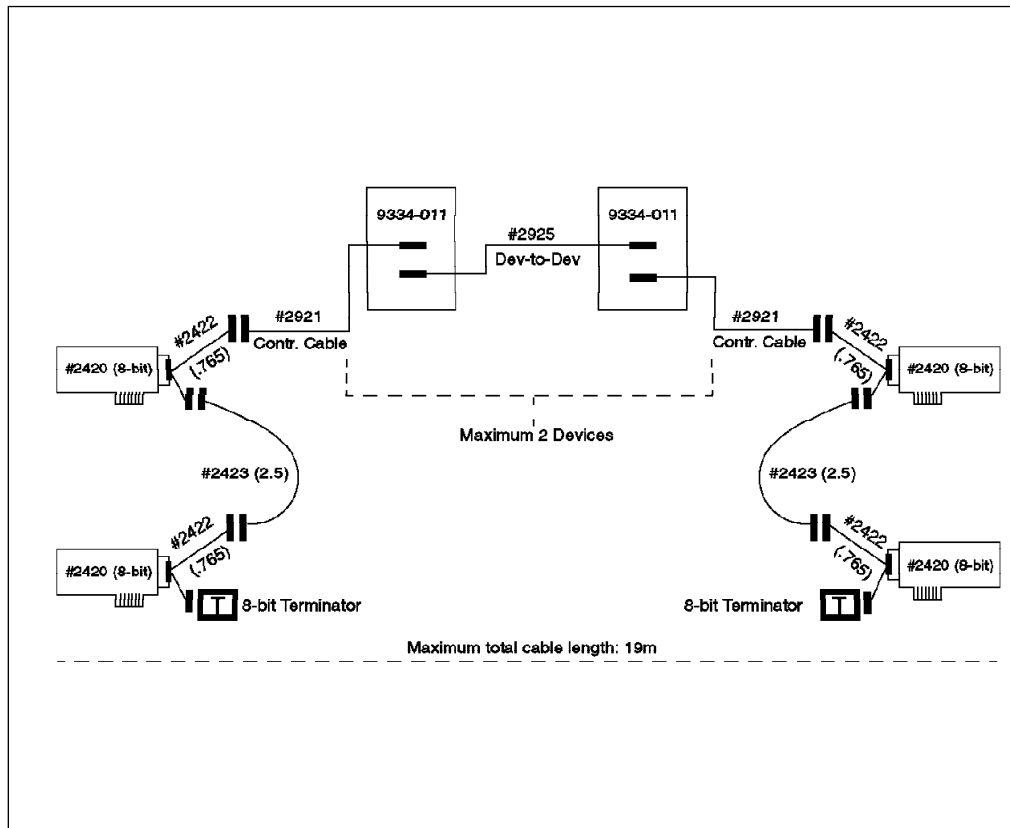 9334-011
9334-011
#2925
Dev-to-Dev
#2422
(.765)
#2921
Contr. Cable
#2921
Contr. Cable
#2422
(.765)
#2420 (8-bit)
#2420 (8-bit)
Maximum 2 Devices
#2423 (2.5)
#2423 (2.5)
#2422
(.765)
#2422
(.765)
#2420 (8-bit)
#2420 (8-bit)
T
8-bit Terminator
8-bit Terminator
T
Maximum total cable length: 19m